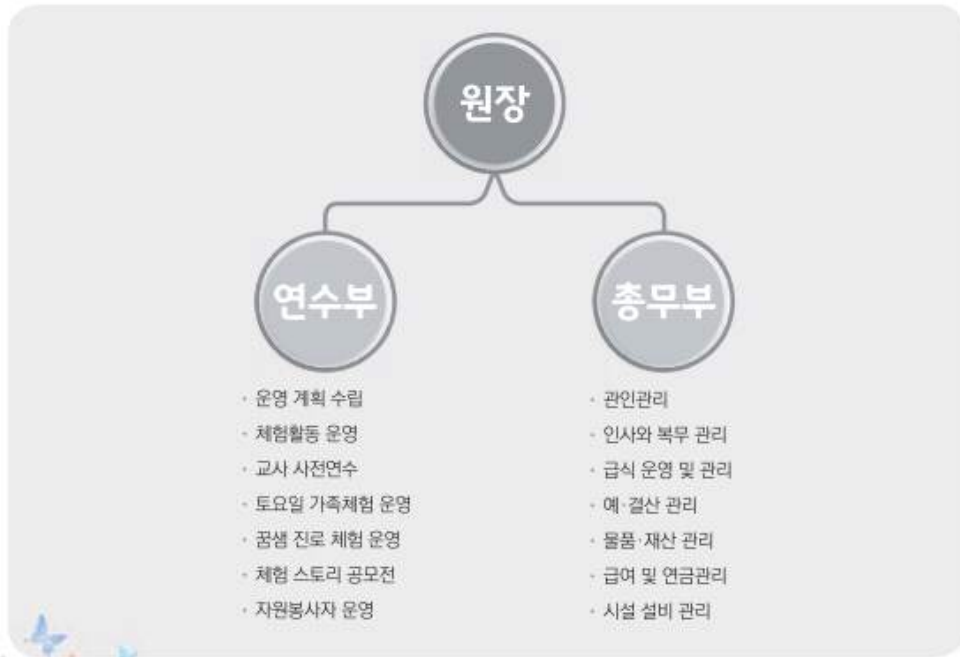 원장
연수부
총무부
· 운영 계획 수립
· 체험활동 운영
· 교사 사전연수
· 토요일 가족체험 운영
· 꿈샘 진로 체험 운영
· 체험 스토리 공모전
· 자원봉사자 운영
· 관인관리
· 인사와 복무 관리
· 급식 운영 및 관리
· 예·결산 관리
· 물품·재산 관리
· 급여 및 연금관리
· 시설 설비 관리